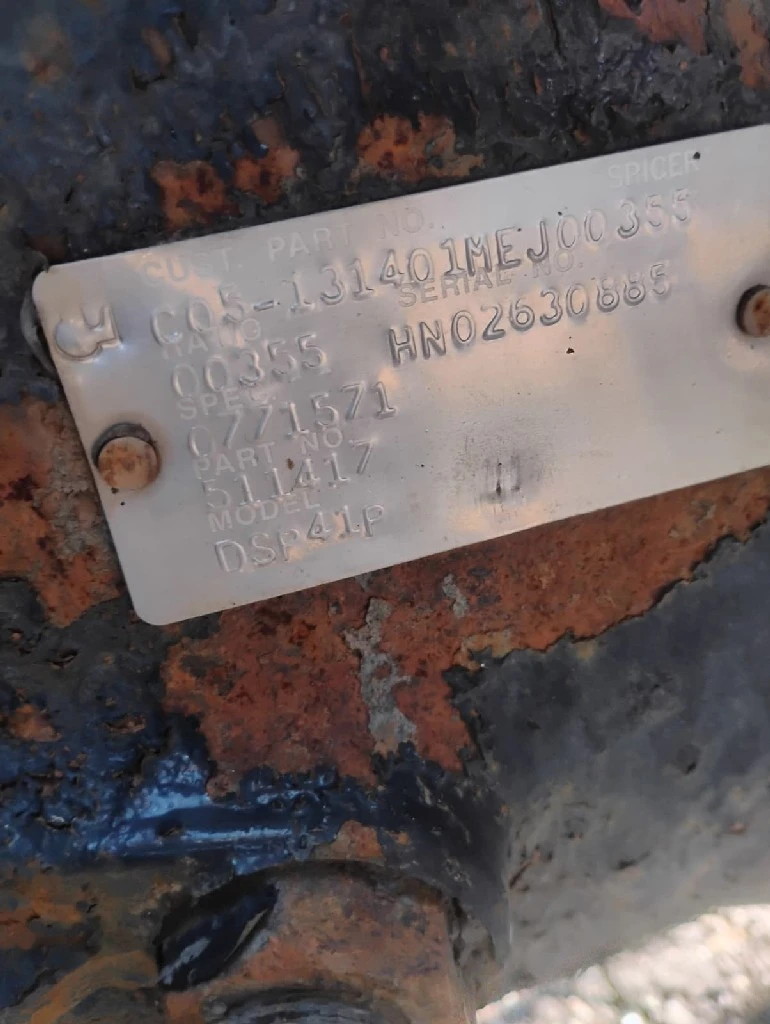 SPICER
CUST. PART NO.
C05-131401MEJ00355
RATIO SERIAL NO.
00355 HN02630885
SPEC
0771571
PART NO.
511417
MODEL
DSP41P